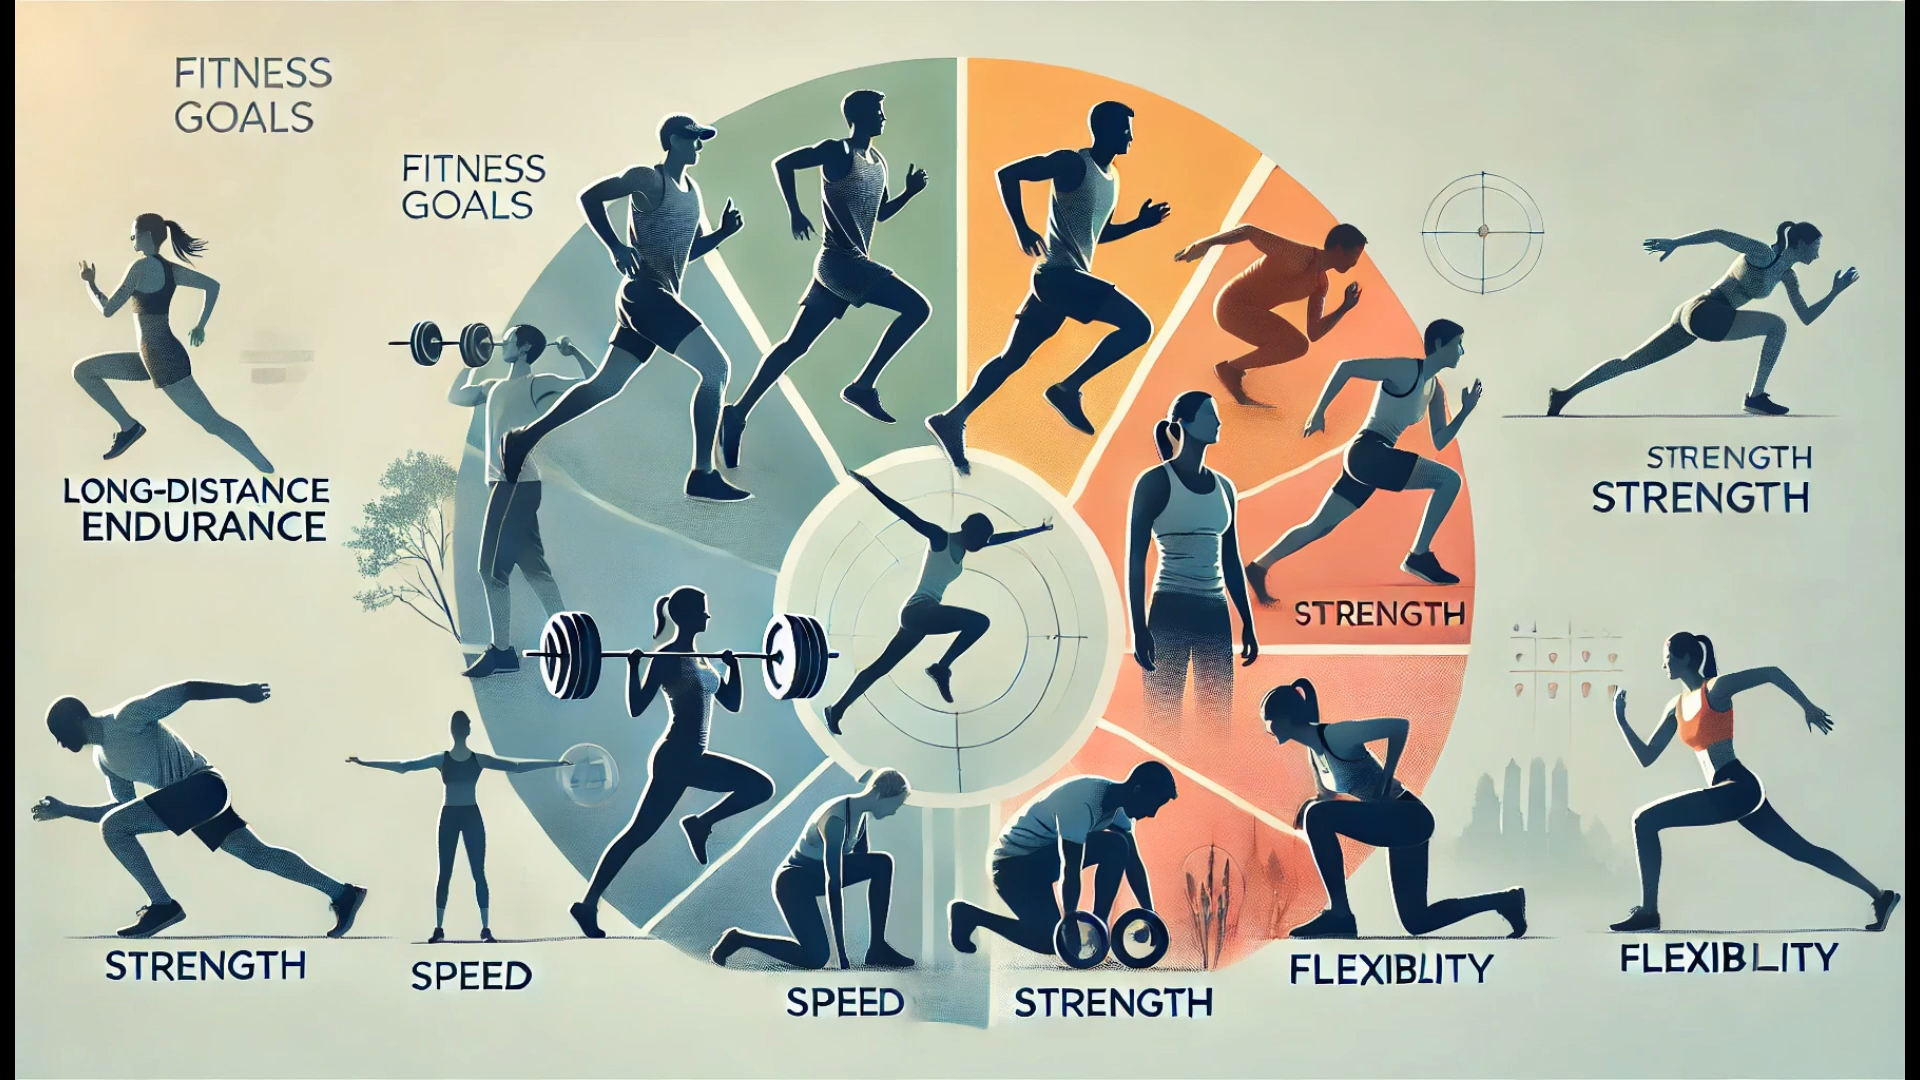 FITNESS
GOALS
FITNESS
GOALS
LONG-DISTANCE
ENDURANCE
STRENGTH
STRENGTH
STRENGTH
STRENGTH
SPEED
SPEED
STRENGTH
FLEXIBLITY
FLEXIBLITY